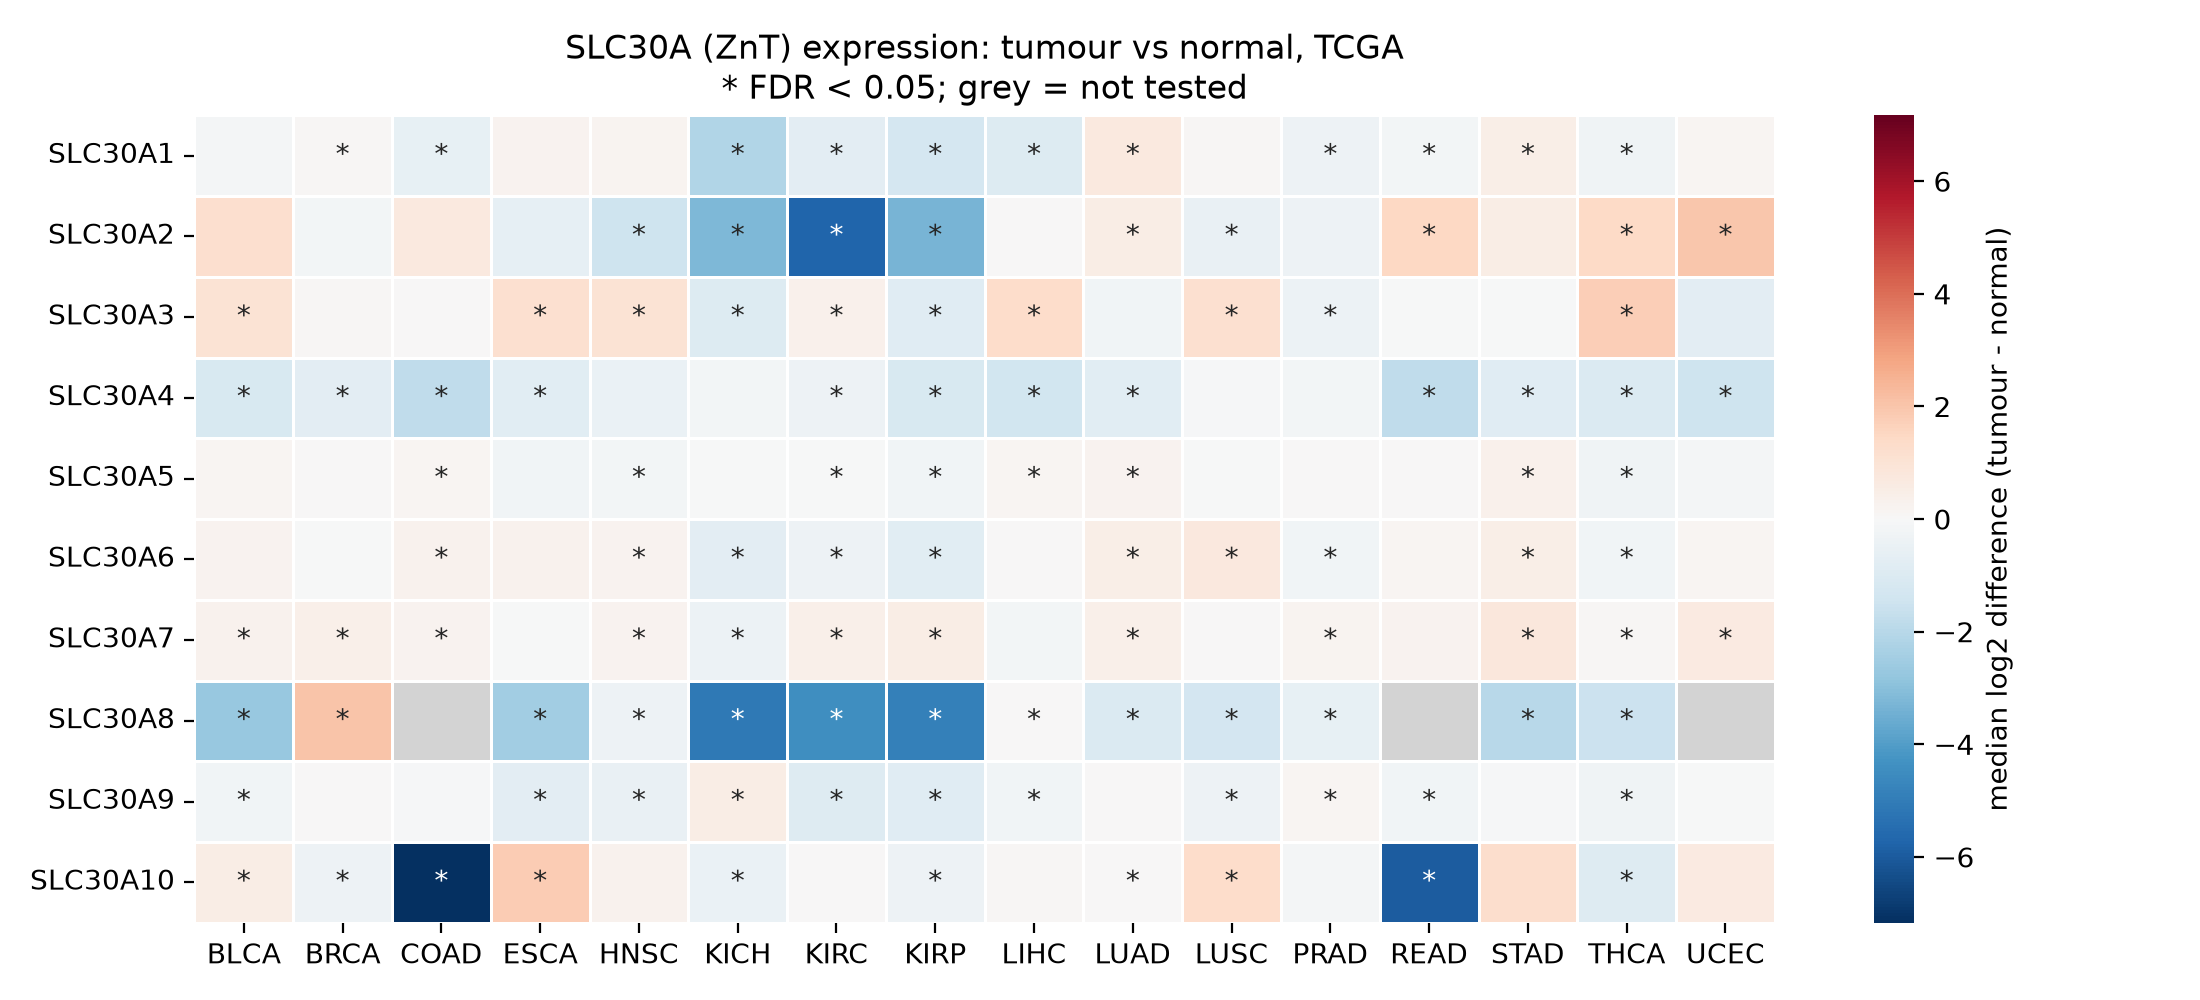 SLC30A (ZnT) expression: tumour vs normal, TCGA
* FDR < 0.05; grey = not tested
SLC30A1 * * * * * * * * * * *
SLC30A2 * * * * * * * * *
SLC30A3 * * * * * * * * * *
SLC30A4 * * * * * * * * * * * *
SLC30A5 * * * * * * * *
SLC30A6 * * * * * * * * * *
SLC30A7 * * * * * * * * * * * *
SLC30A8 * * * * * * * * * * * * *
SLC30A9 * * * * * * * * * * *
SLC30A10 * * * * * * * * * *
BLCA BRCA COAD ESCA HNSC KICH KIRC KIRP LIHC LUAD LUSC PRAD READ STAD THCA UCEC
6
4
2
0
−2
−4
−6
median log2 difference (tumour - normal)